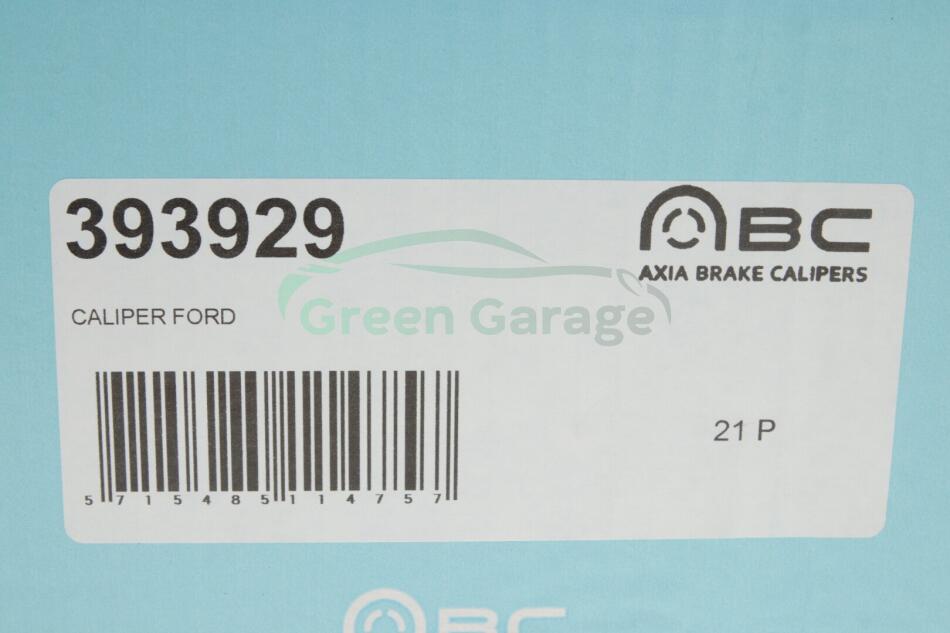 393929
ABC
AXIA BRAKE CALIPERS
CALIPER FORD
Green Garage
21 P
5 715485 114757
ABC